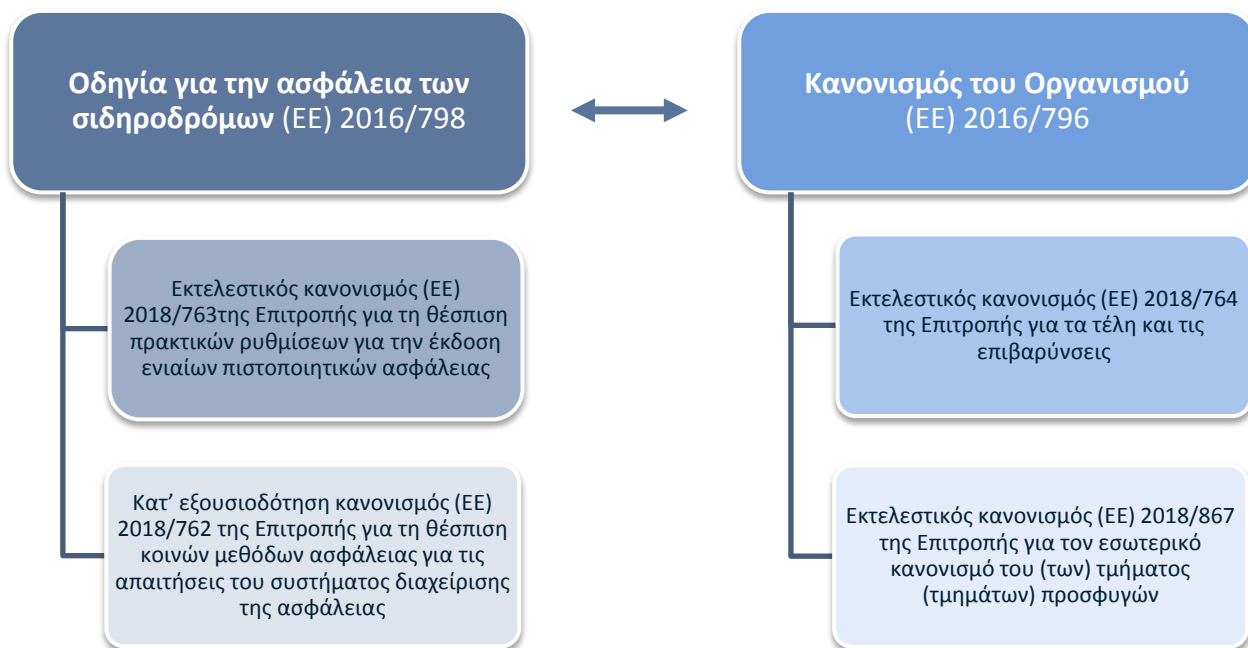 Οδηγία για την ασφάλεια των
σιδηροδρόμων (ΕΕ) 2016/798
Εκτελεστικός κανονισμός (ΕΕ)
2018/763της Επιτροπής για τη θέσπιση
πρακτικών ρυθμίσεων για την έκδοση
ενιαίων πιστοποιητικών ασφάλειας
Κατ’ εξουσιοδότηση κανονισμός (ΕΕ)
2018/762 της Επιτροπής για τη θέσπιση
κοινών μεθόδων ασφάλειας για τις
απαιτήσεις του συστήματος διαχείρισης
της ασφάλειας
Κανονισμός του Οργανισμού
(ΕΕ) 2016/796
Εκτελεστικός κανονισμός (ΕΕ) 2018/764
της Επιτροπής για τα τέλη και τις
επιβαρύνσεις
Εκτελεστικός κανονισμός (ΕΕ) 2018/867
της Επιτροπής για τον εσωτερικό
κανονισμό του (των) τμήματος
(τμημάτων) προσφυγών